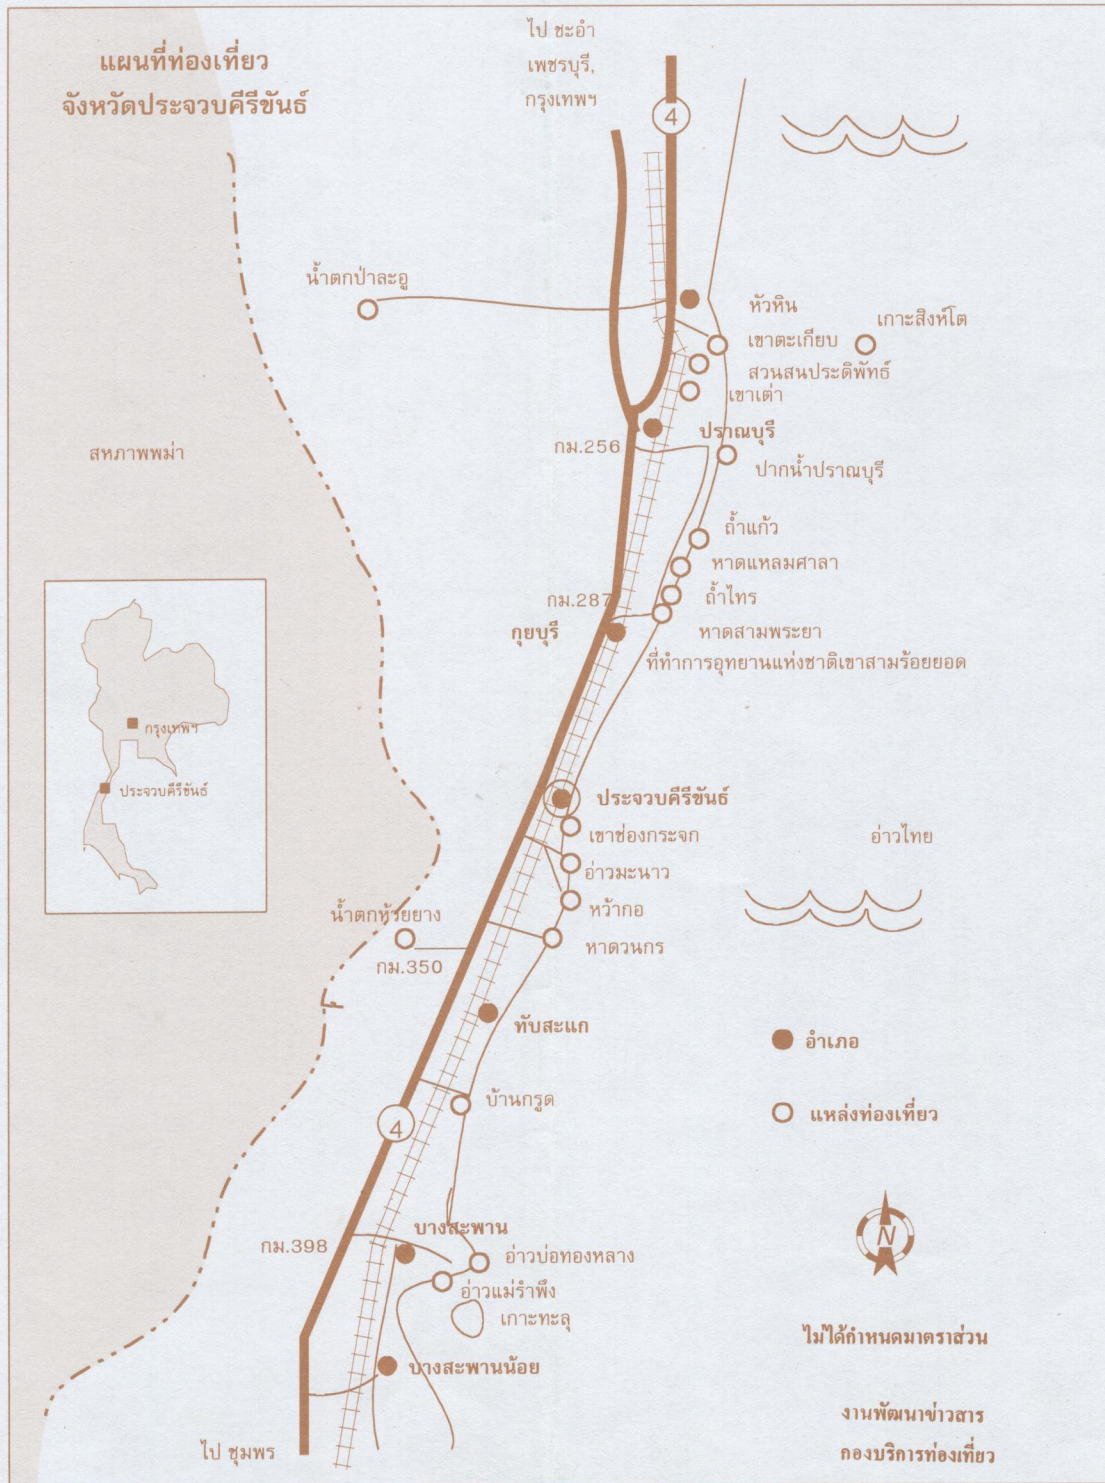 แผนที่ท่องเที่ยว
จังหวัดประจวบคีรีขันธ์
ไป ชะอำ
เพชรบุรี,
กรุงเทพฯ
4
น้ำตกป่าละอู
หัวหิน
เกาะสิงห์โต
เขาตะเกียบ
สวนสนประดิพัทธ์
เขาเต่า
ปราณบุรี
กม.256
ปากน้ำปราณบุรี
สหภาพพม่า
ถ้ำแก้ว
หาดแหลมศาลา
กม.287
ถ้ำไทร
กุยบุรี
หาดสามพระยา
ที่ทำการอุทยานแห่งชาติเขาสามร้อยยอด
กรุงเทพฯ
ประจวบคีรีขันธ์
ประจวบคีรีขันธ์
เขาช่องกระจก
อ่าวไทย
อ่าวมะนาว
หว้ากอ
น้ำตกห้วยยาง
หาดวนกร
กม.350
ทับสะแก
อำเภอ
บ้านกรูด
แหล่งท่องเที่ยว
4
บางสะพาน
กม.398
อ่าวบ่อทองหลาง
อ่าวแม่รำพึง
เกาะทะลุ
N
ไม่ได้กำหนดมาตราส่วน
บางสะพานน้อย
งานพัฒนาข่าวสาร
กองบริการท่องเที่ยว
ไป ชุมพร